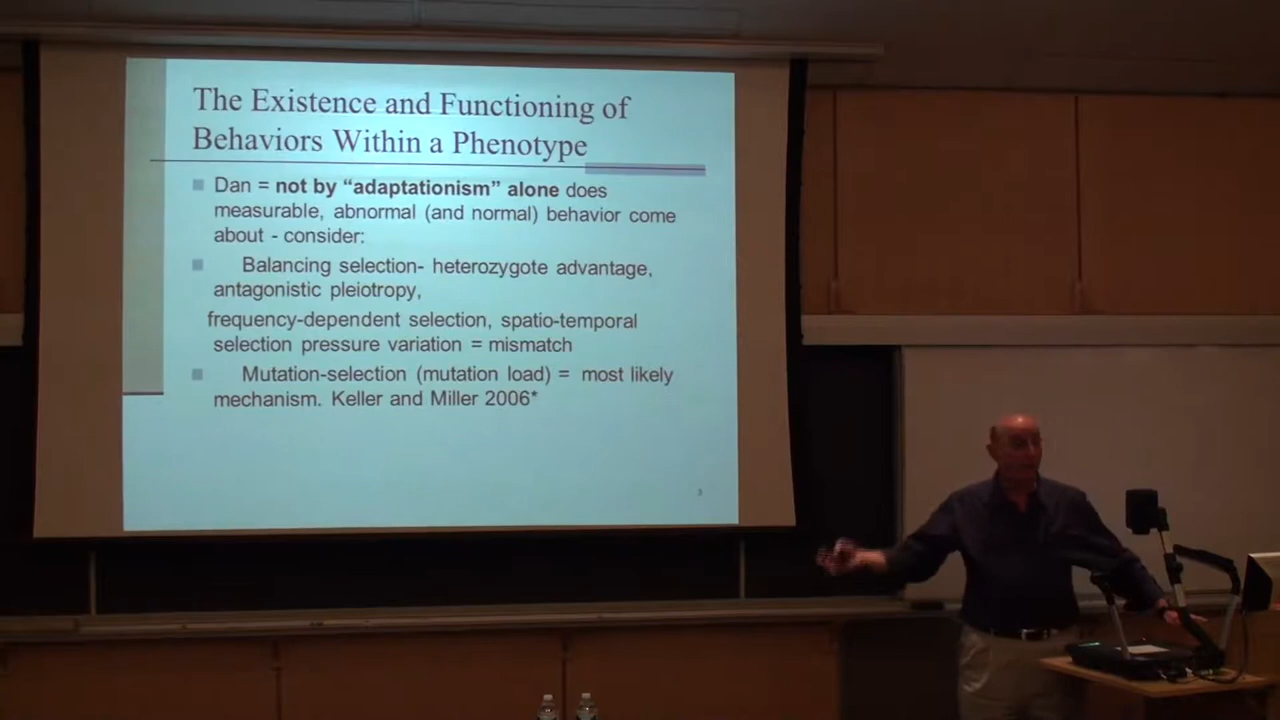 The Existence and Functioning of
Behaviors Within a Phenotype
Dan = not by “adaptationism” alone does
measurable, abnormal (and normal) behavior come
about - consider:
Balancing selection- heterozygote advantage,
antagonistic pleiotropy,
frequency-dependent selection, spatio-temporal
selection pressure variation = mismatch
Mutation-selection (mutation load) = most likely
mechanism. Keller and Miller 2006*
3